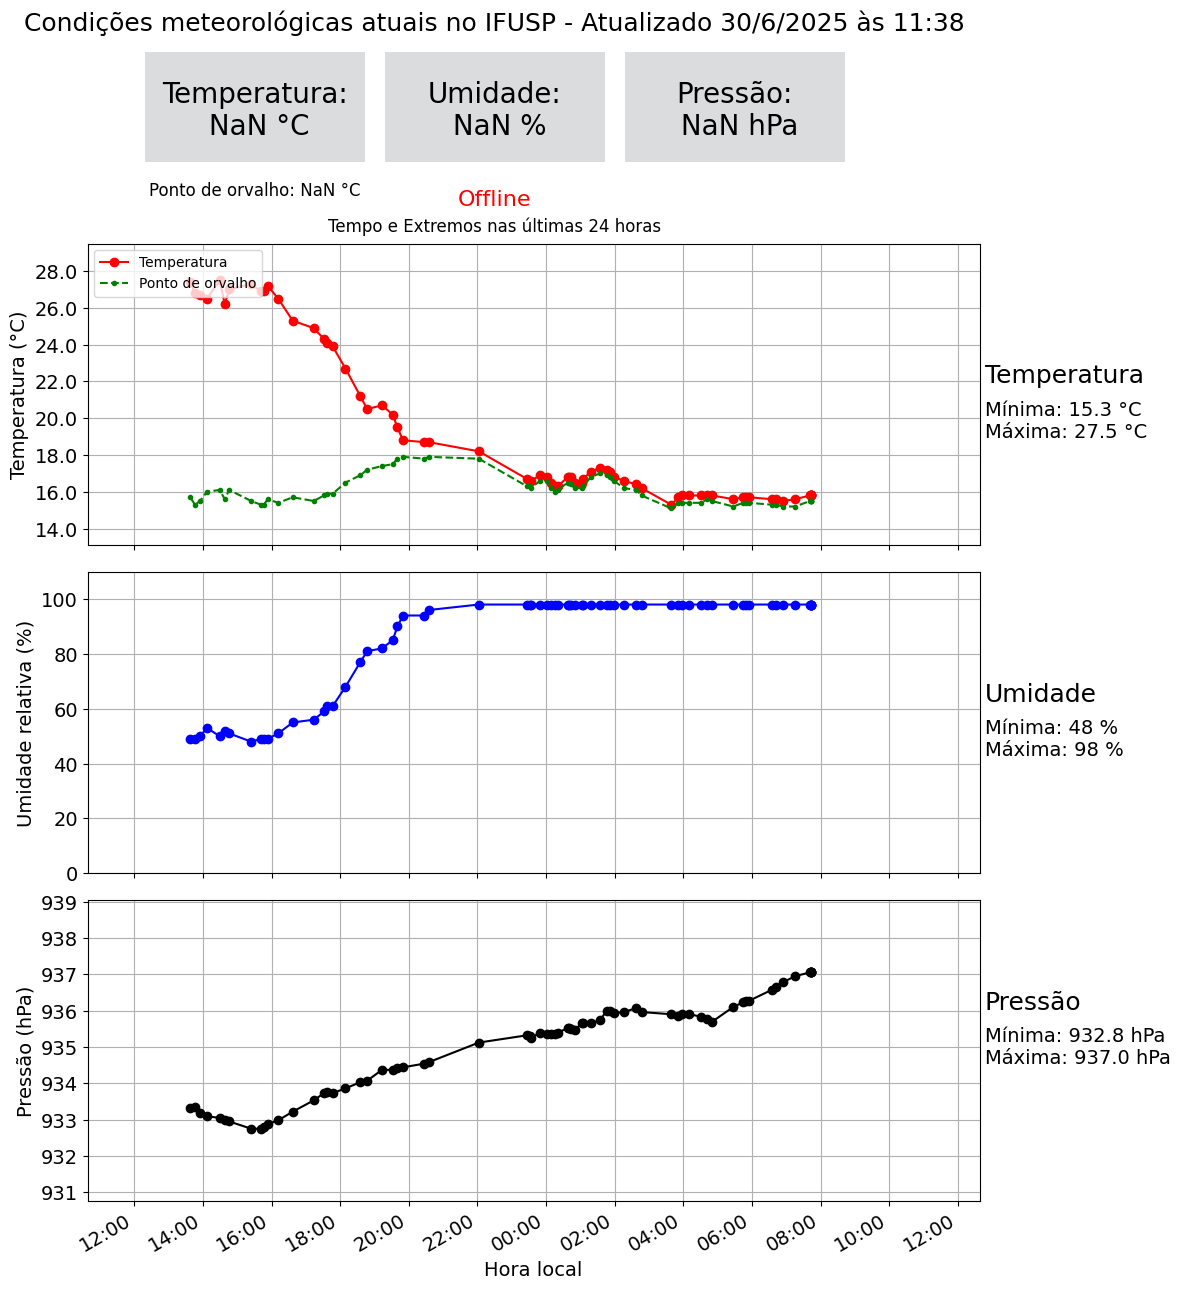 Condições meteorológicas atuais no IFUSP - Atualizado 30/6/2025 às 11:38
Temperatura:
NaN °C
Umidade:
NaN %
Pressão:
NaN hPa
Ponto de orvalho: NaN °C
Offline
Tempo e Extremos nas últimas 24 horas
Temperatura
Ponto de orvalho
28.0
26.0
24.0
22.0
20.0
18.0
16.0
14.0
Temperatura (°C)
Temperatura
Mínima: 15.3 °C
Máxima: 27.5 °C
100
80
60
40
20
0
Umidade relativa (%)
Umidade
Mínima: 48 %
Máxima: 98 %
939
938
937
936
935
934
933
932
931
Pressão (hPa)
Pressão
Mínima: 932.8 hPa
Máxima: 937.0 hPa
12:00 14:00 16:00 18:00 20:00 22:00 00:00 02:00 04:00 06:00 08:00 10:00 12:00
Hora local